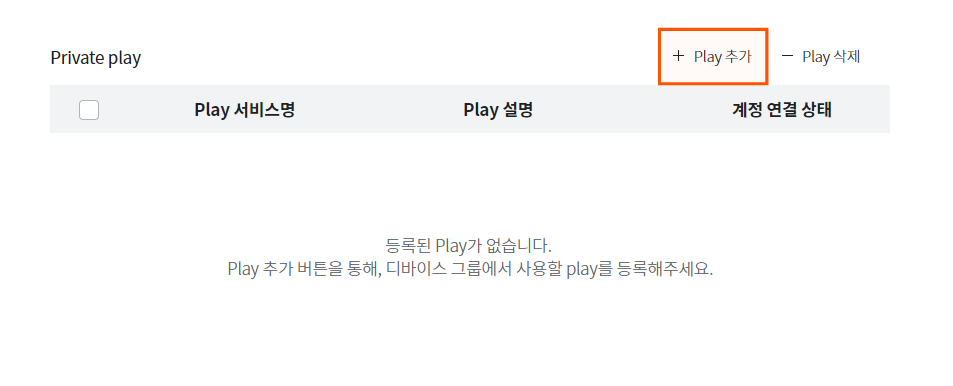 Private play
+ Play 추가
— Play 삭제
Play 서비스명
Play 설명
계정 연결 상태
등록된 Play가 없습니다.
Play 추가 버튼을 통해, 디바이스 그룹에서 사용할 play를 등록해주세요.